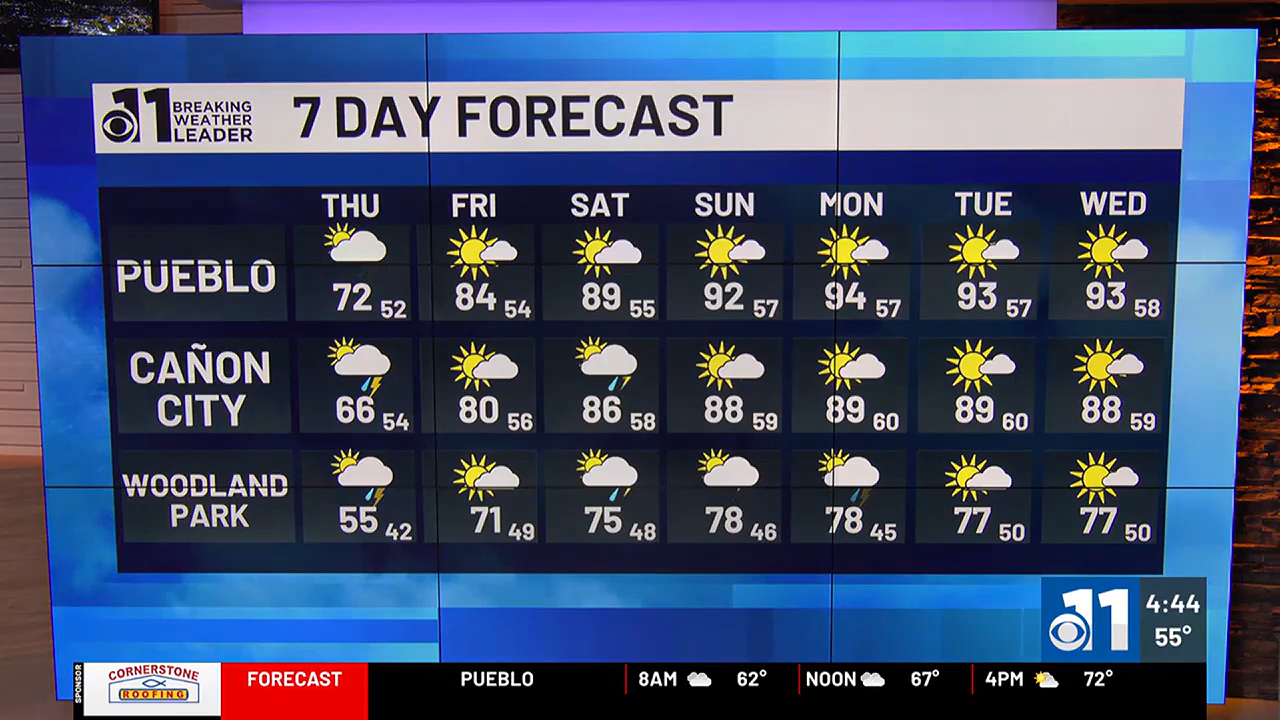 11 BREAKING WEATHER LEADER
7 DAY FORECAST
THU FRI SAT SUN MON TUE WED
PUEBLO
72 52 84 54 89 55 92 57 94 57 93 57 93 58
CAÑON CITY
66 54 80 56 86 58 88 59 89 60 89 60 88 59
WOODLAND PARK
55 42 71 49 75 48 78 46 78 45 77 50 77 50
11
4:44
55°
SPONSOR
CORNERSTONE
ROOFING
FORECAST
PUEBLO
8AM 62° NOON 67° 4PM 72°